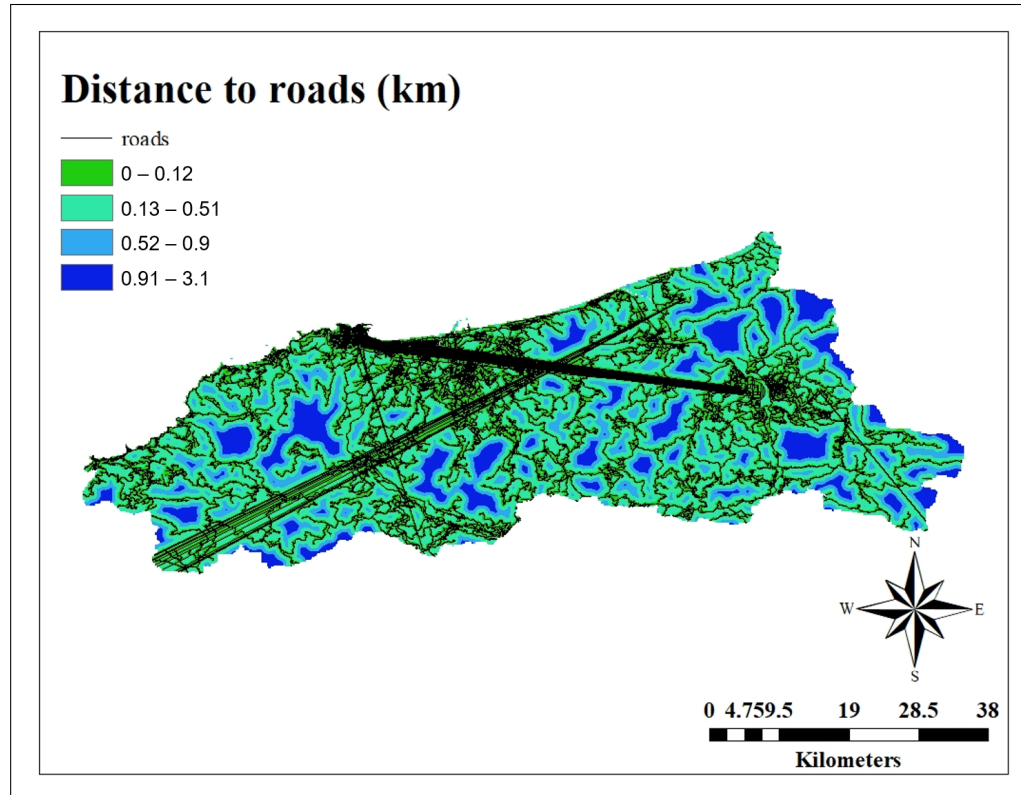 Distance to roads (km)
roads
0 – 0.12
0.13 – 0.51
0.52 – 0.9
0.91 – 3.1
N
W E
S
0 4.759.5 19 28.5 38
Kilometers